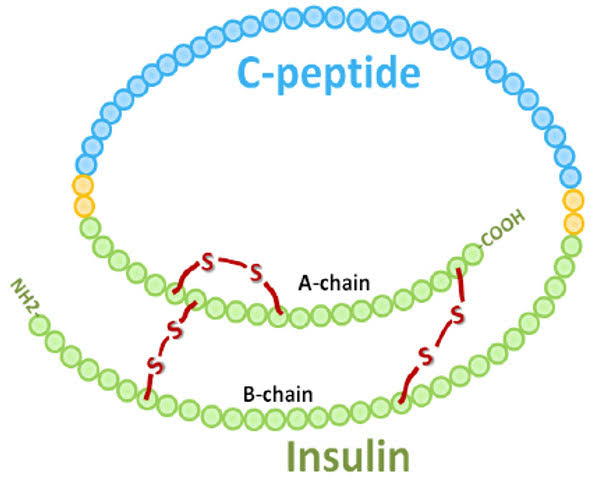 C-peptide
-COOH
S
S
A-chain
NH2-
S
S
S
S
B-chain
Insulin